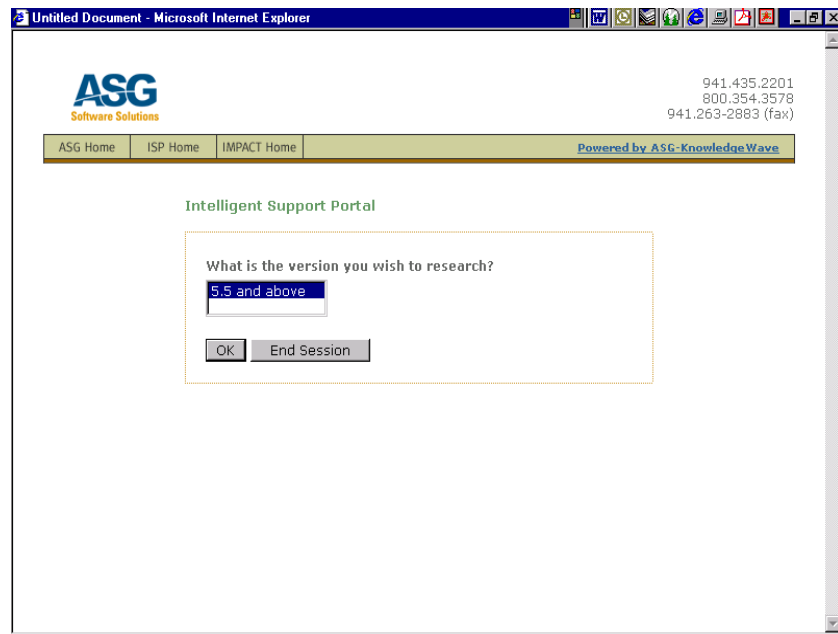 Untitled Document - Microsoft Internet Explorer
ASG
Software Solutions
941.435.2201
800.354.3578
941.263-2883 (fax)
ASG Home ISP Home IMPACT Home Powered by ASG-KnowledgeWave
Intelligent Support Portal
What is the version you wish to research?
5.5 and above
OK End Session